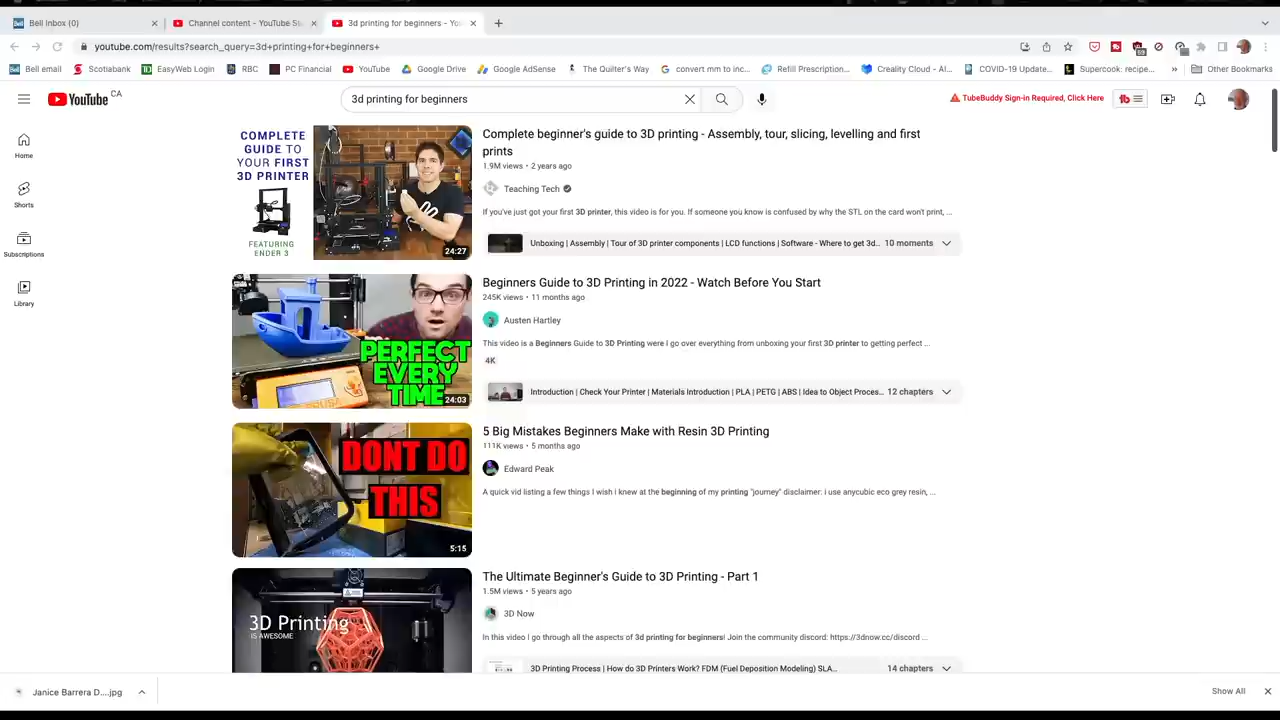 Bell Inbox (0)
Channel content - YouTube St
3d printing for beginners - Yo
youtube.com/results?search_query=3d+printing+for+beginners+
Bell email
Scotiabank
EasyWeb Login
RBC
PC Financial
YouTube
Google Drive
Google AdSense
The Quilter's Way
convert mm to inc...
Refill Prescription...
Creality Cloud - Al...
COVID-19 Update...
Supercook: recipe...
»
Other Bookmarks
YouTube CA
3d printing for beginners
TubeBuddy Sign-in Required, Click Here
Home
Shorts
Subscriptions
Library
COMPLETE
GUIDE TO
YOUR FIRST
3D PRINTER
FEATURING
ENDER 3
24:27
Complete beginner's guide to 3D printing - Assembly, tour, slicing, levelling and first
prints
1.9M views • 2 years ago
Teaching Tech
If you've just got your first 3D printer, this video is for you. If someone you know is confused by why the STL on the card won't print, ...
Unboxing | Assembly | Tour of 3D printer components | LCD functions | Software - Where to get 3d...
10 moments
PERFECT
EVERY
TIME
24:03
Beginners Guide to 3D Printing in 2022 - Watch Before You Start
245K views • 11 months ago
Austen Hartley
This video is a Beginners Guide to 3D Printing were I go over everything from unboxing your first 3D printer to getting perfect ...
4K
Introduction | Check Your Printer | Materials Introduction | PLA | PETG | ABS | Idea to Object Proces...
12 chapters
DONT DO
THIS
5:15
5 Big Mistakes Beginners Make with Resin 3D Printing
111K views • 5 months ago
Edward Peak
A quick vid listing a few things I wish i knew at the beginning of my printing "journey" disclaimer: i use anycubic eco grey resin, ...
3D Printing
IS AWESOME
The Ultimate Beginner's Guide to 3D Printing - Part 1
1.5M views • 5 years ago
3D Now
In this video I go through all the aspects of 3d printing for beginners! Join the community discord: https://3dnow.cc/discord ...
3D Printing Process | How do 3D Printers Work? FDM (Fuel Deposition Modeling) SLA...
14 chapters
Janice Barrera D....jpg
Show All